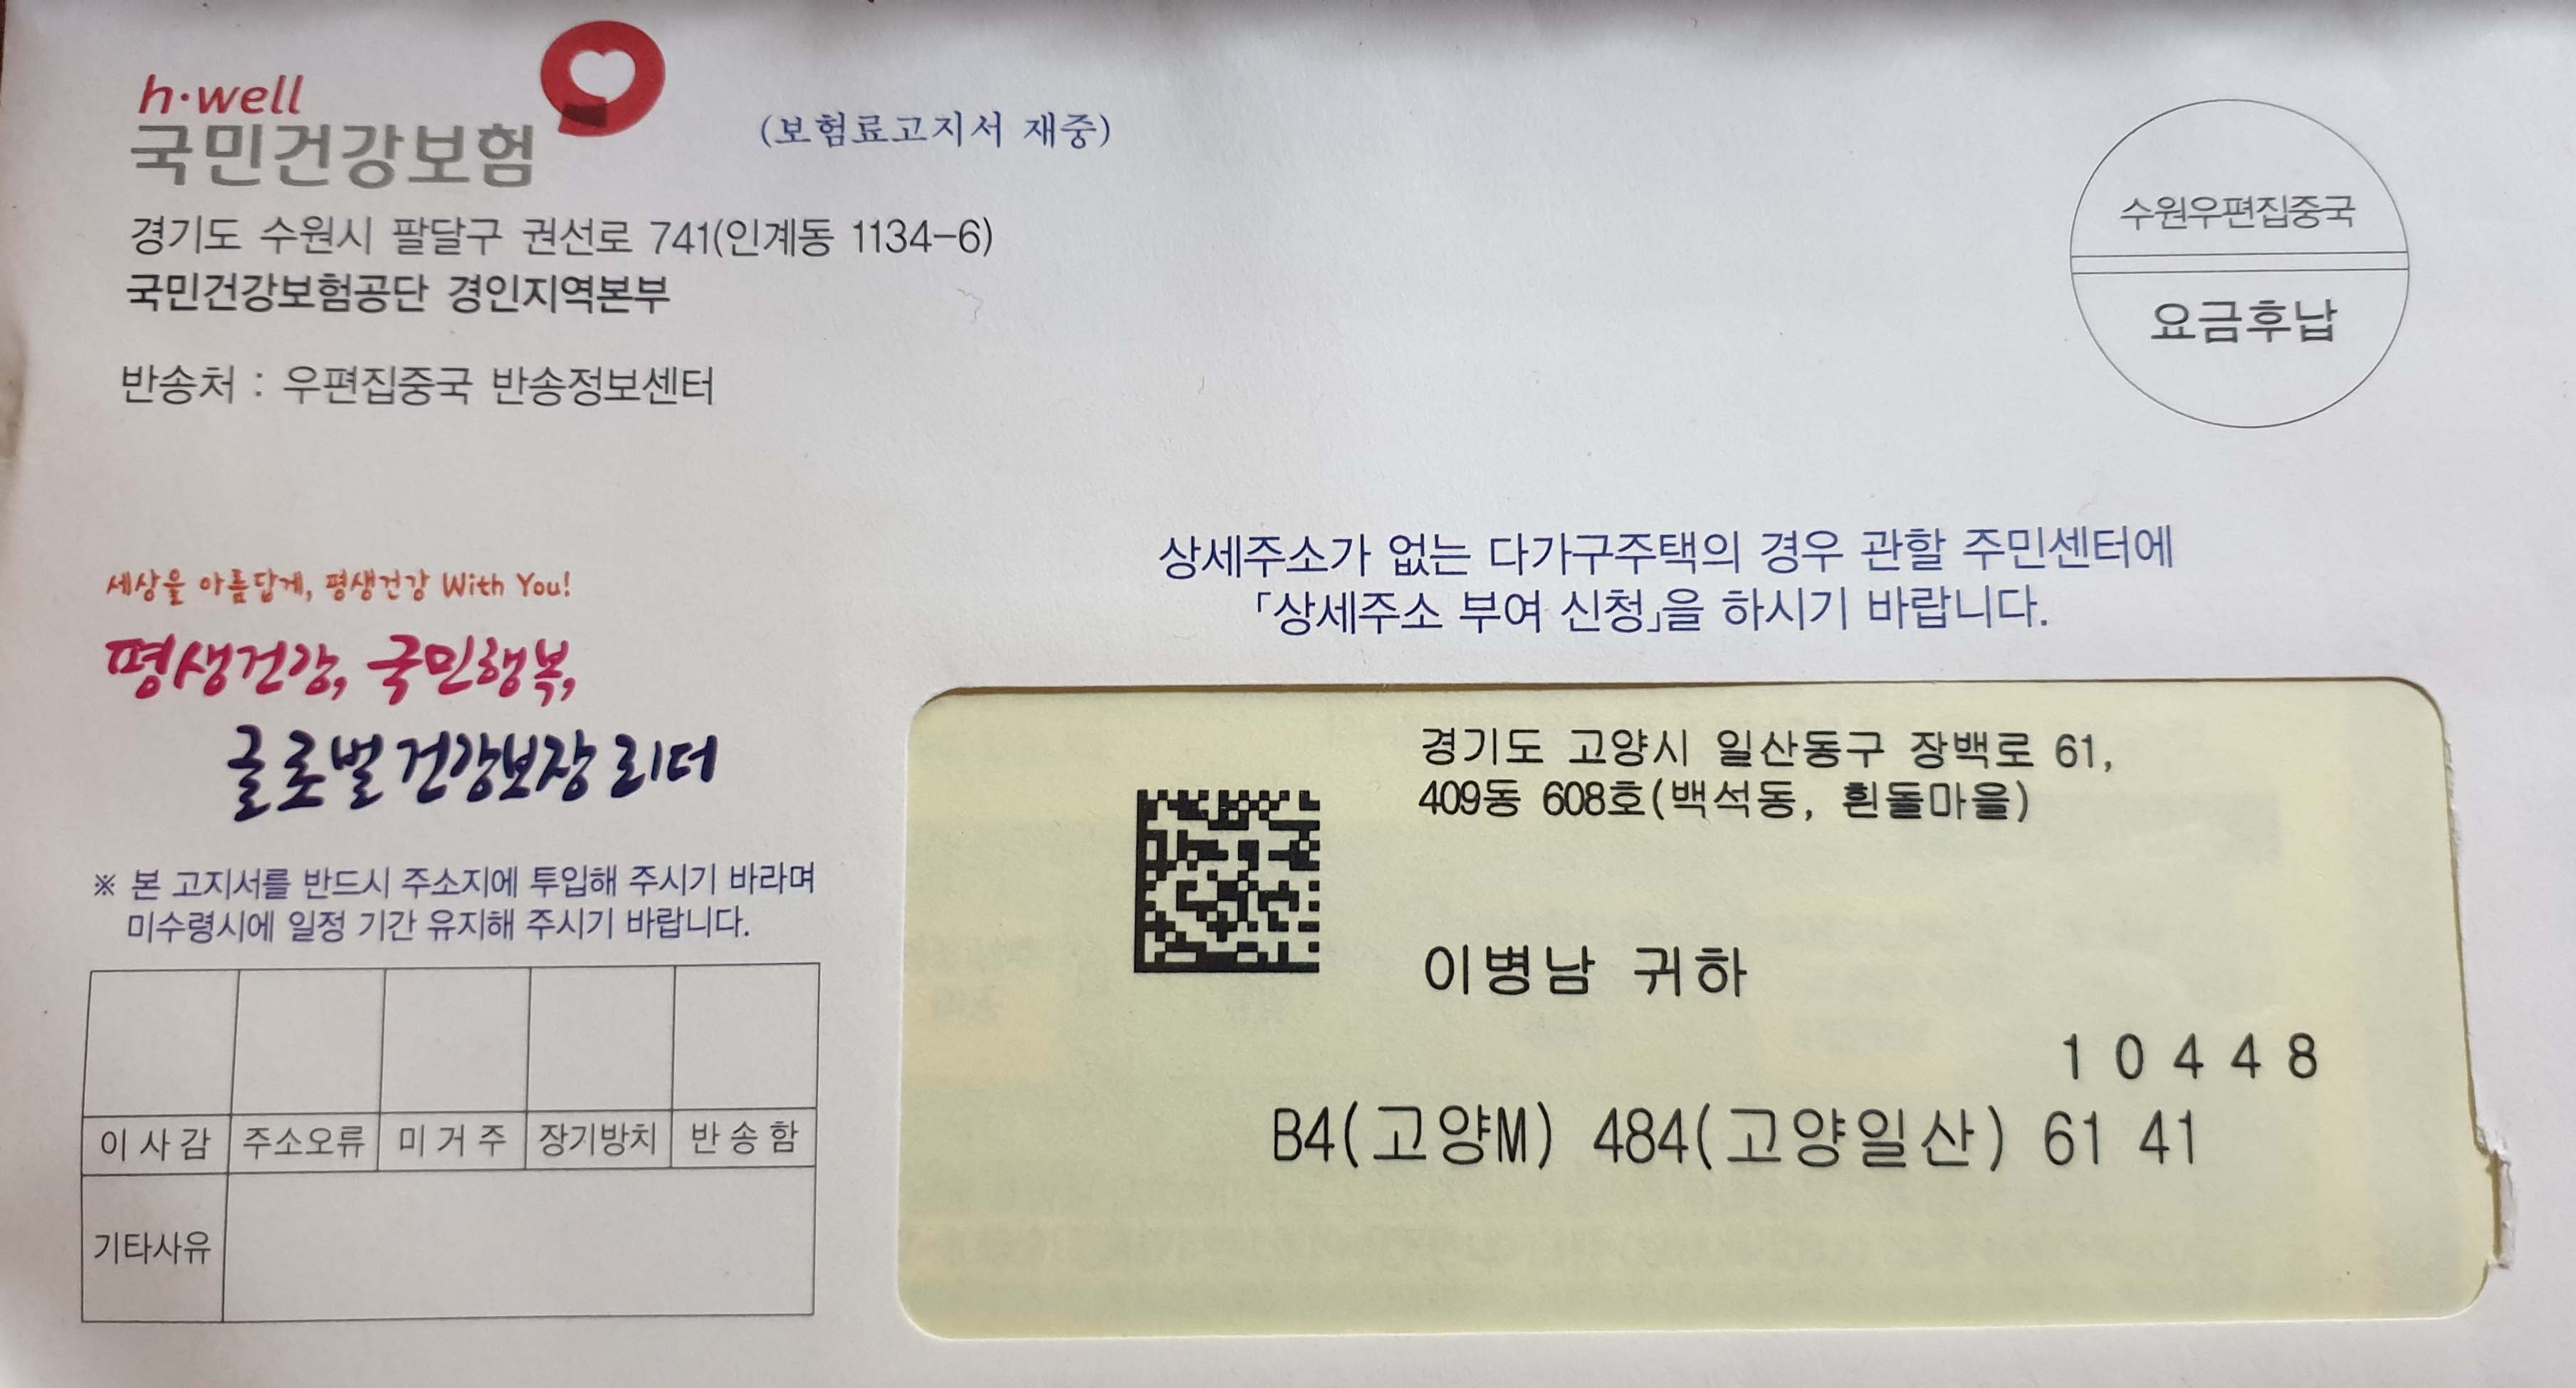 h·well
국민건강보험
(보험료고지서 재중)
경기도 수원시 팔달구 권선로 741(인계동 1134-6)
국민건강보험공단 경인지역본부
반송처 : 우편집중국 반송정보센터
수원우편집중국
요금후납
세상을 아름답게, 평생건강 With You!
평생건강, 국민행복,
글로벌 건강보장 리더
※ 본 고지서를 반드시 주소지에 투입해 주시기 바라며
미수령시에 일정 기간 유지해 주시기 바랍니다.
이 사 감 주소오류 미 거 주 장기방치 반 송 함
기타사유
상세주소가 없는 다가구주택의 경우 관할 주민센터에
「상세주소 부여 신청」을 하시기 바랍니다.
경기도 고양시 일산동구 장백로 61,
409동 608호(백석동, 흰돌마을)
이병남 귀하
1 0 4 4 8
B4(고양M) 484(고양일산) 61 41